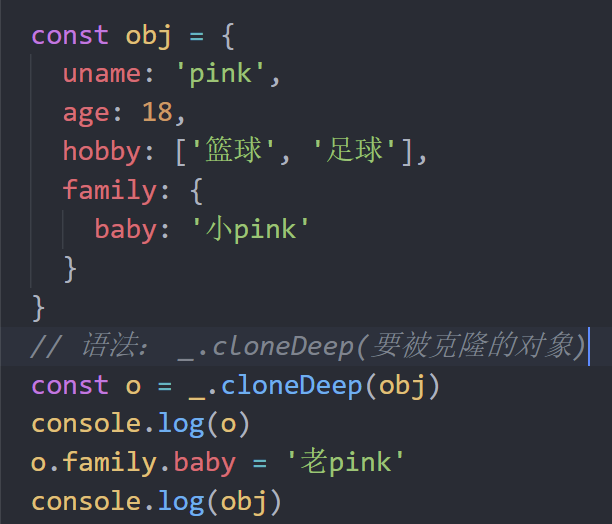 const obj = {
  uname: 'pink',
  age: 18,
  hobby: ['篮球', '足球'],
  family: {
    baby: '小pink'
  }
}
// 语法： _.cloneDeep(要被克隆的对象)
const o = _.cloneDeep(obj)
console.log(o)
o.family.baby = '老pink'
console.log(obj)